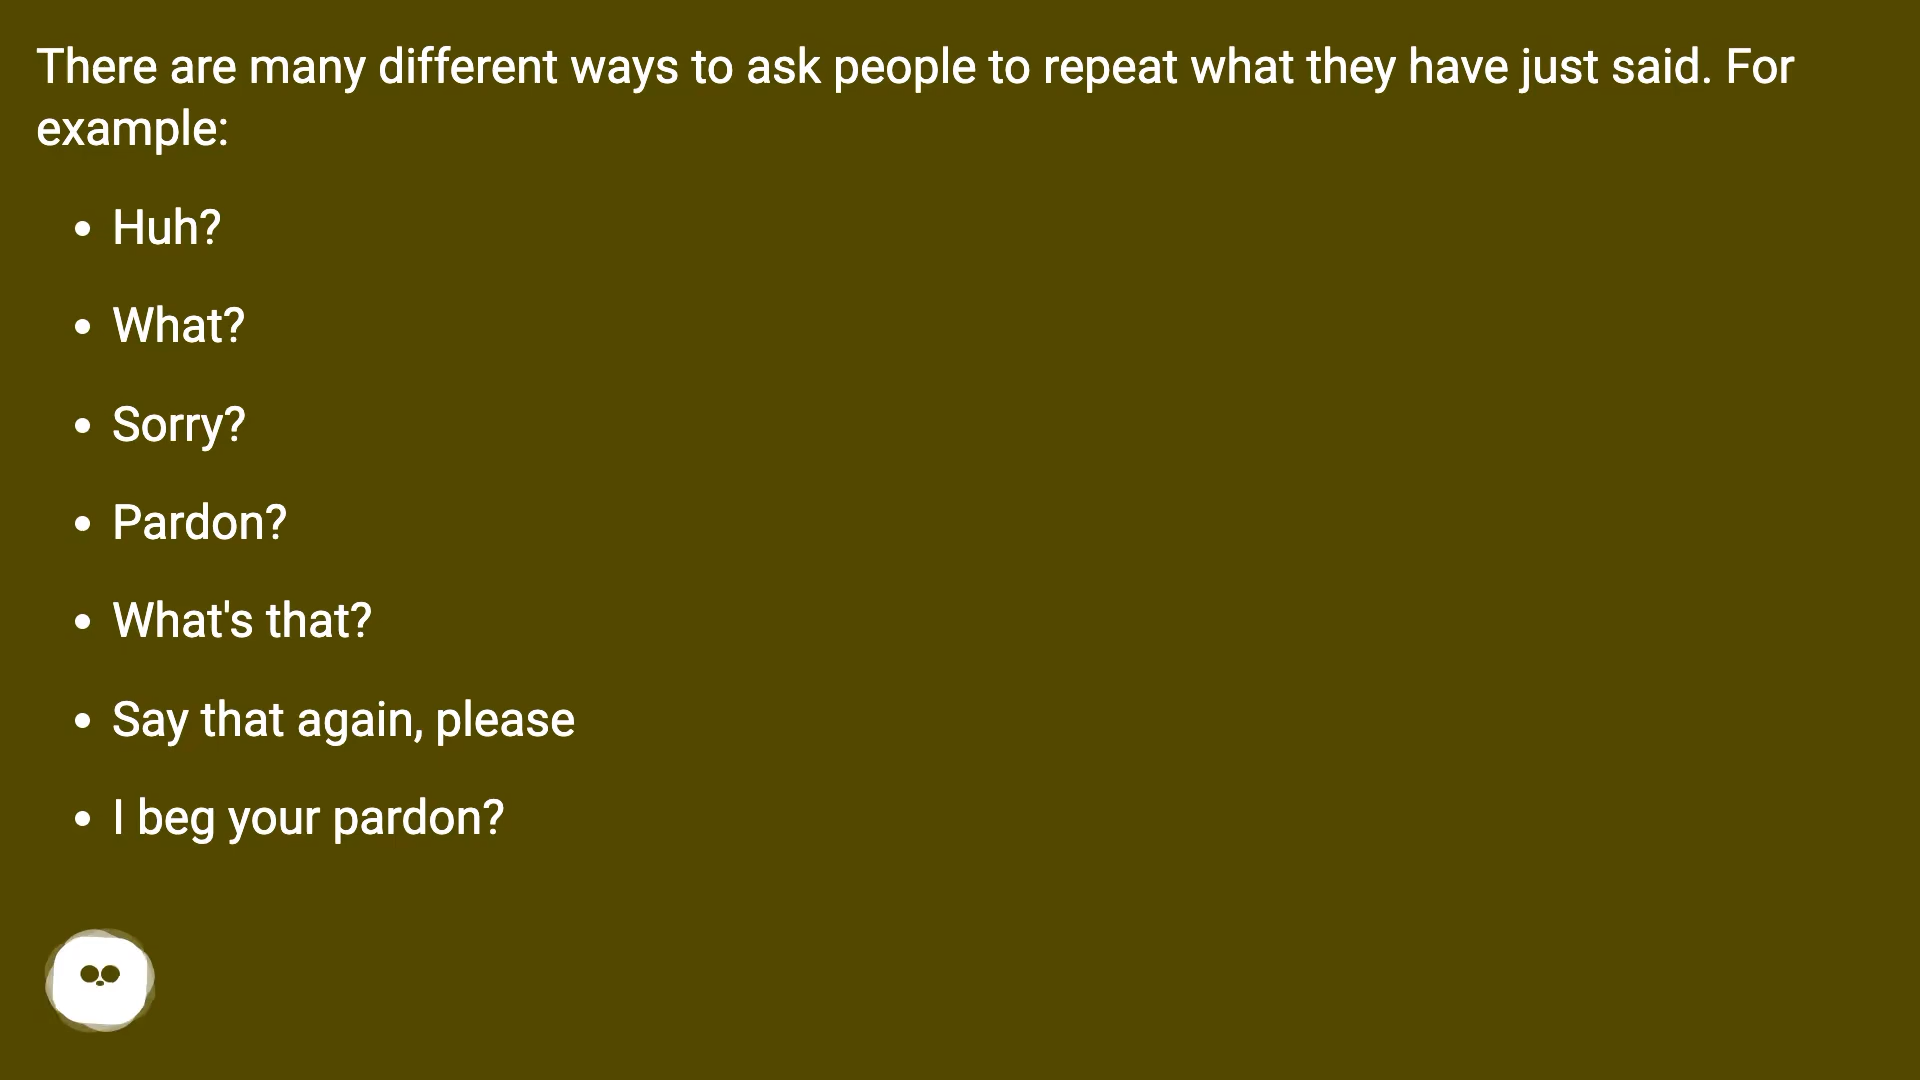 There are many different ways to ask people to repeat what they have just said. For
example:
• Huh?
• What?
• Sorry?
• Pardon?
• What's that?
• Say that again, please
• I beg your pardon?